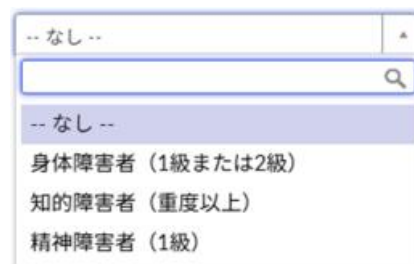 -- なし --
-- なし --
身体障害者（1級または2級）
知的障害者（重度以上）
精神障害者（1級）